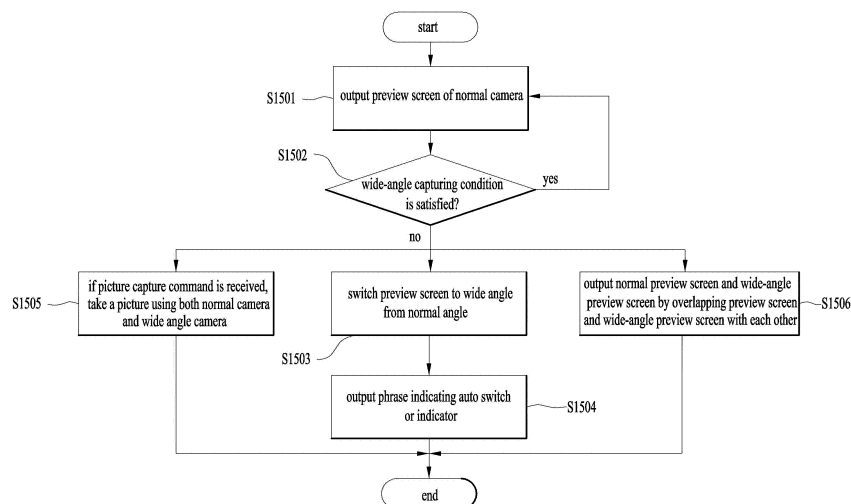 start
S1501
output preview screen of normal camera
S1502
wide-angle capturing condition
is satisfied?
yes
no
S1505
if picture capture command is received,
take a picture using both normal camera
and wide angle camera
switch preview screen to wide angle
from normal angle
S1503
output normal preview screen and wide-angle
preview screen by overlapping preview screen
and wide-angle preview screen with each other
S1506
output phrase indicating auto switch
or indicator
S1504
end